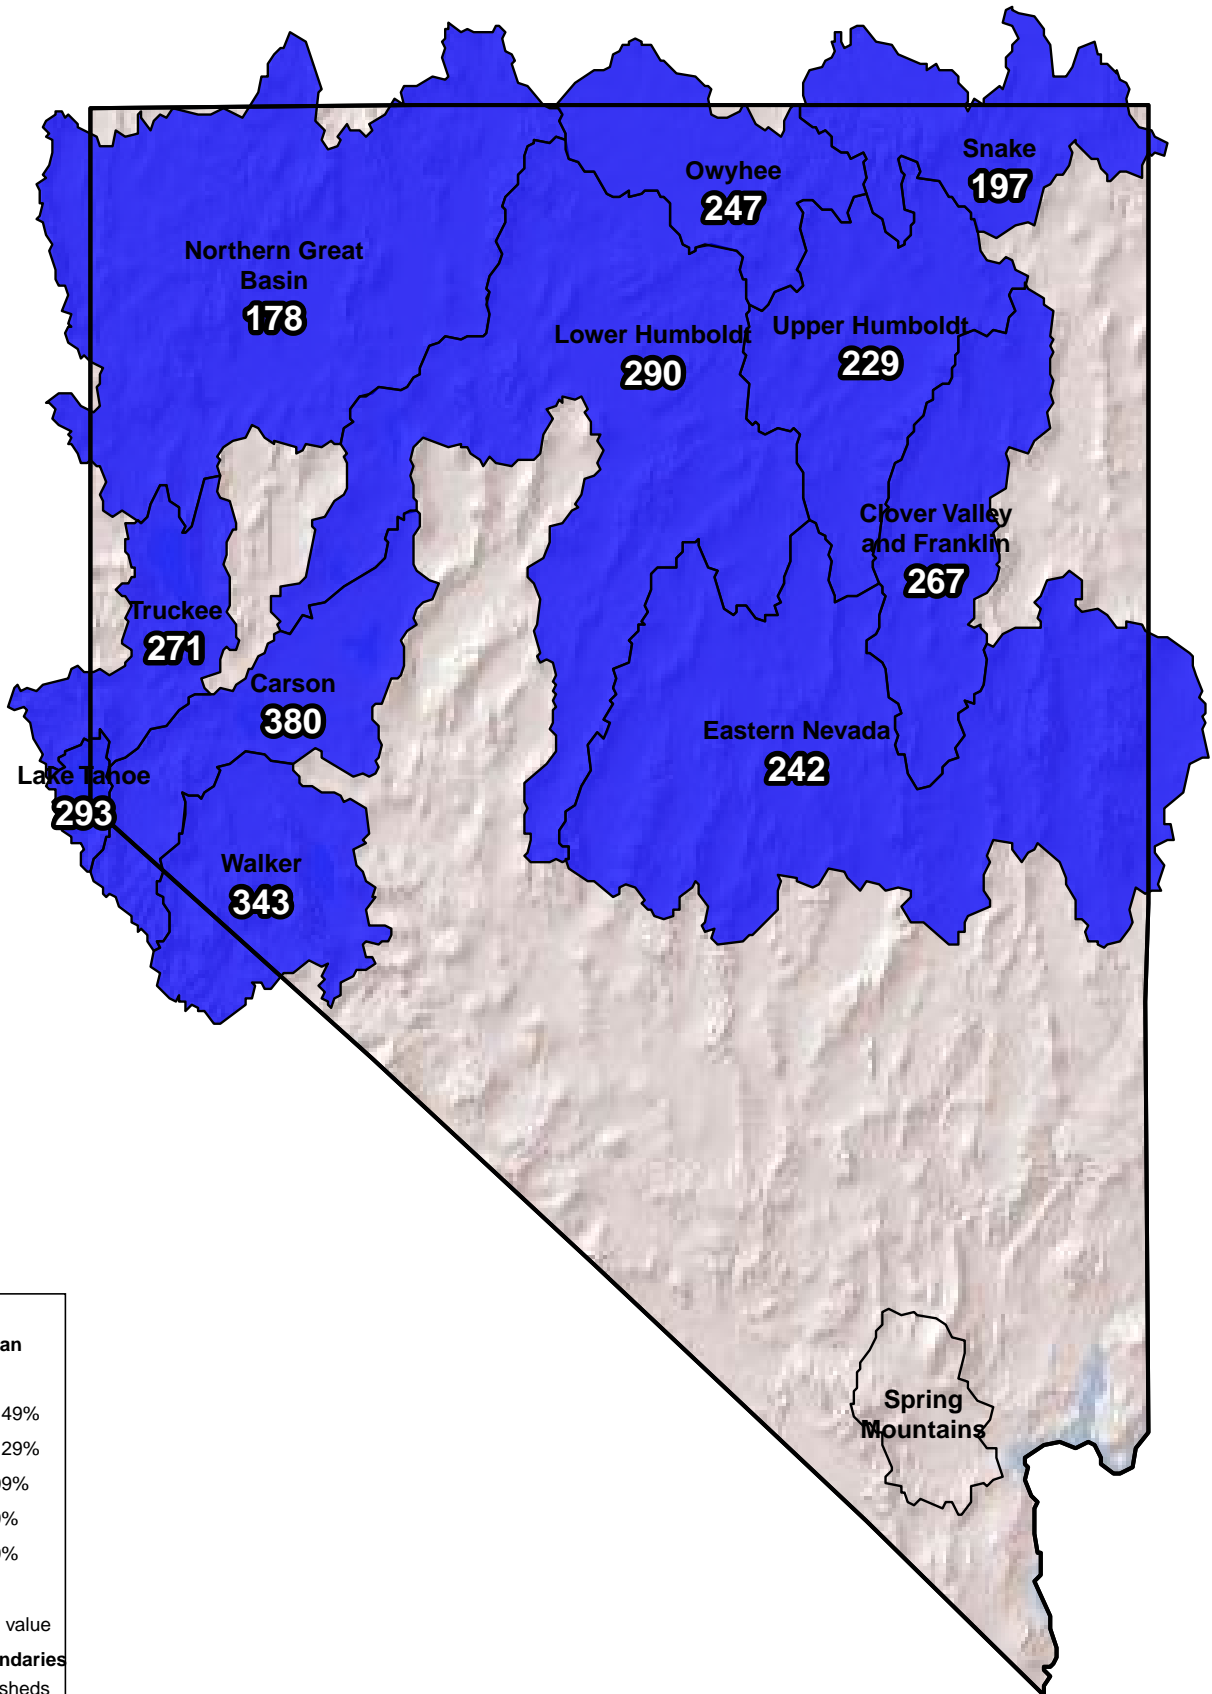 Snake
197
Owyhee
247
Northern Great
Basin
178
Lower Humboldt
290
Upper Humboldt
229
Clover Valley
and Franklin
267
Truckee
271
Carson
380
Eastern Nevada
242
Lake Tahoe
293
Walker
343
Spring
Mountains
an
49%
29%
99%
%
%
value
ndaries
sheds